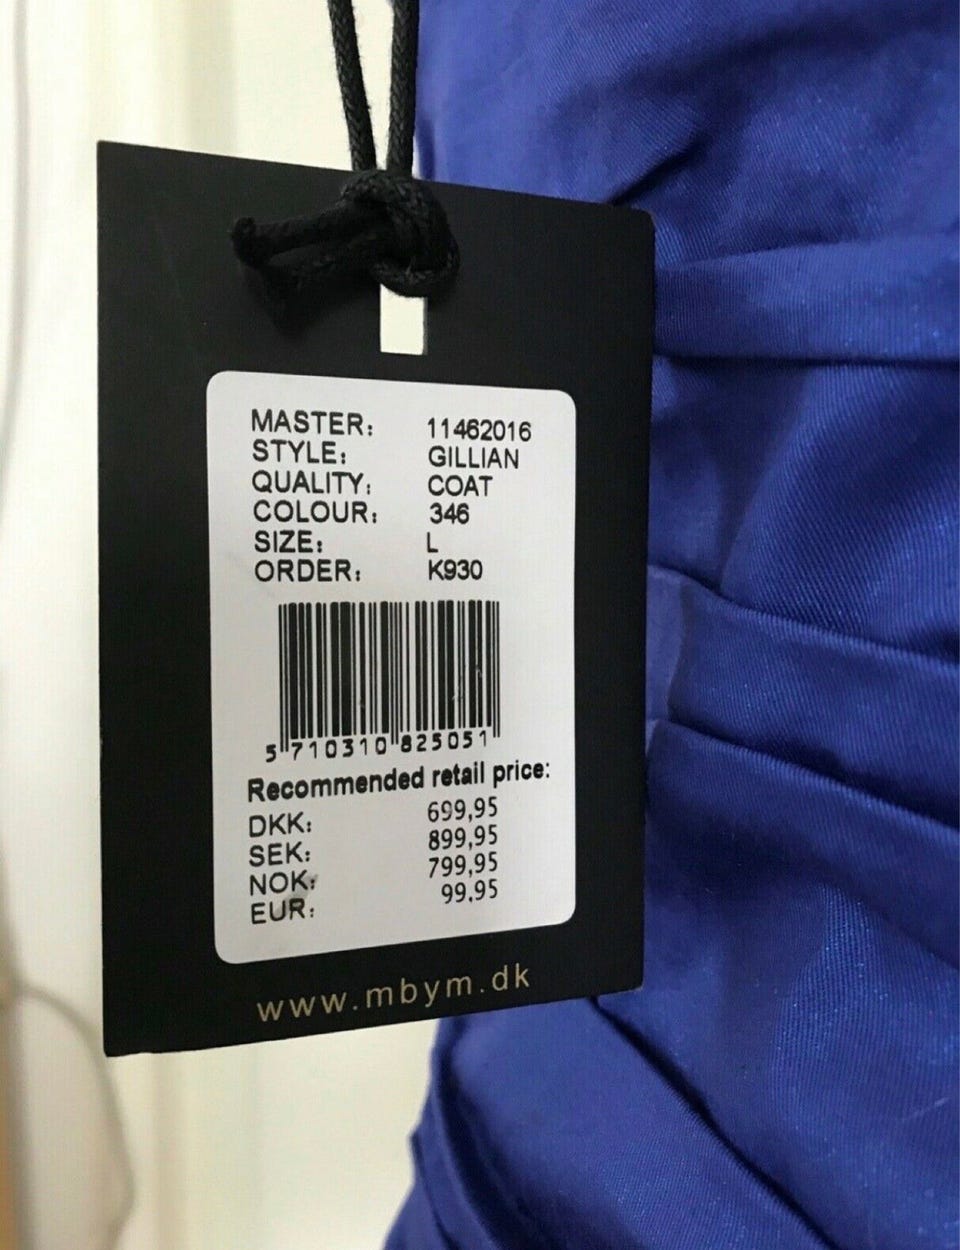 MASTER: 11462016
STYLE: GILLIAN
QUALITY: COAT
COLOUR: 346
SIZE: L
ORDER: K930
5 710310 825051
Recommended retail price:
DKK: 699,95
SEK: 899,95
NOK: 799,95
EUR: 99.95
www.mbym.dk